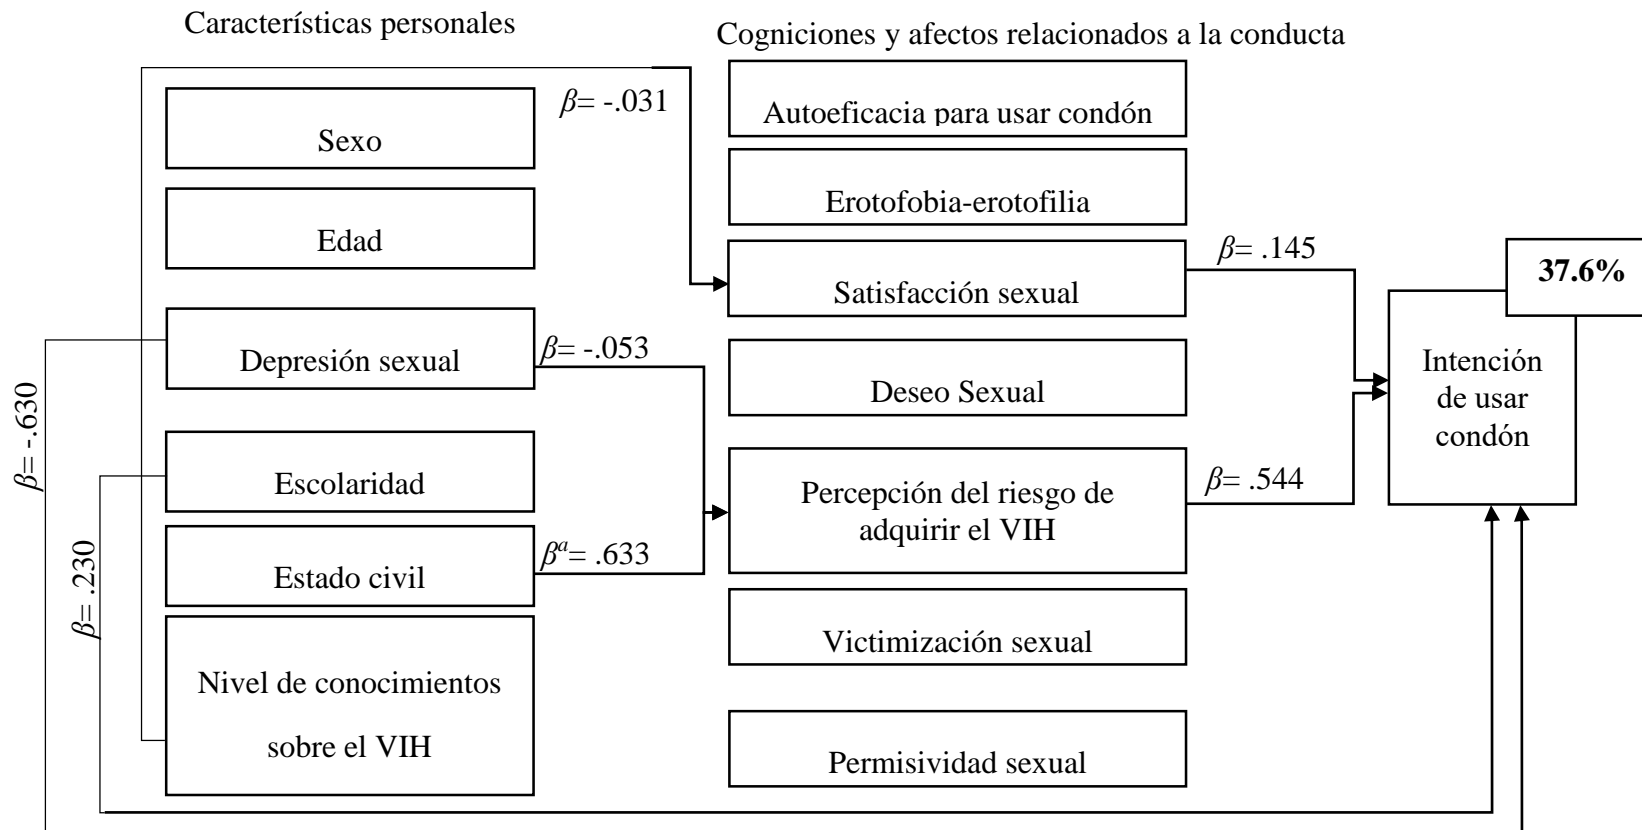 Características personales
Cogniciones y afectos relacionados a la conducta
β= -.031
Sexo
Edad
Depresión sexual
β= -.053
Escolaridad
Estado civil
βᵃ= .633
Nivel de conocimientos
sobre el VIH
β= -.630
β= .230
Autoeficacia para usar condón
Erotofobia-erotofilia
Satisfacción sexual
β= .145
Deseo Sexual
Percepción del riesgo de
adquirir el VIH
β= .544
Victimización sexual
Permisividad sexual
37.6%
Intención
de usar
condón